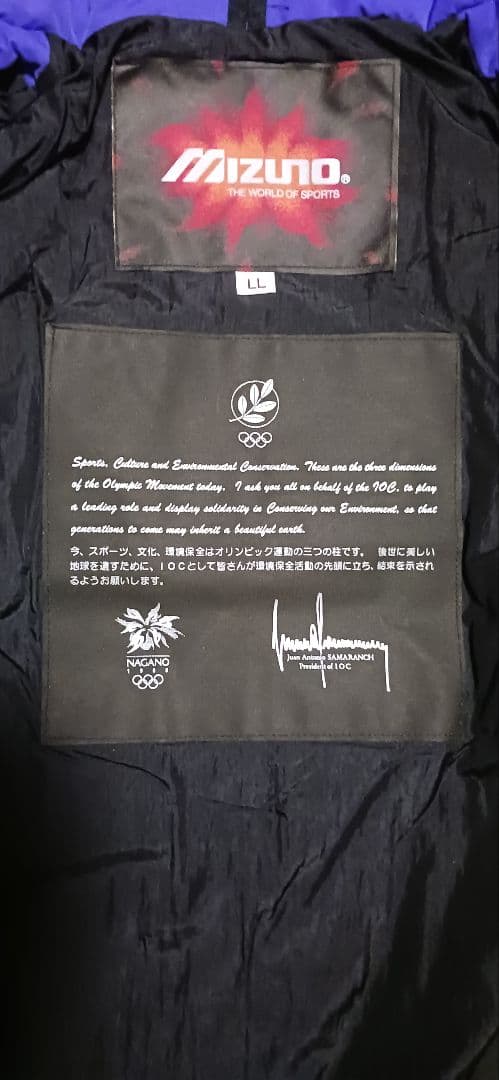 MIZUNO®
THE WORLD OF SPORTS
LL
Sports, Culture and Environmental Conservation. These are the three dimensions
of the Olympic Movement today. I ask you all on behalf of the IOC, to play
a leading role and display solidarity in Conserving our Environment, so that
generations to come may inherit a beautiful earth.
今、スポーツ、文化、環境保全はオリンピック運動の三つの柱です。 後世に美しい
地球を遺すために、IOCとして皆さんが環境保全活動の先頭に立ち、結束を示され
るようお願いします。
NAGANO
1998
Juan Antonio SAMARANCH
President of IOC